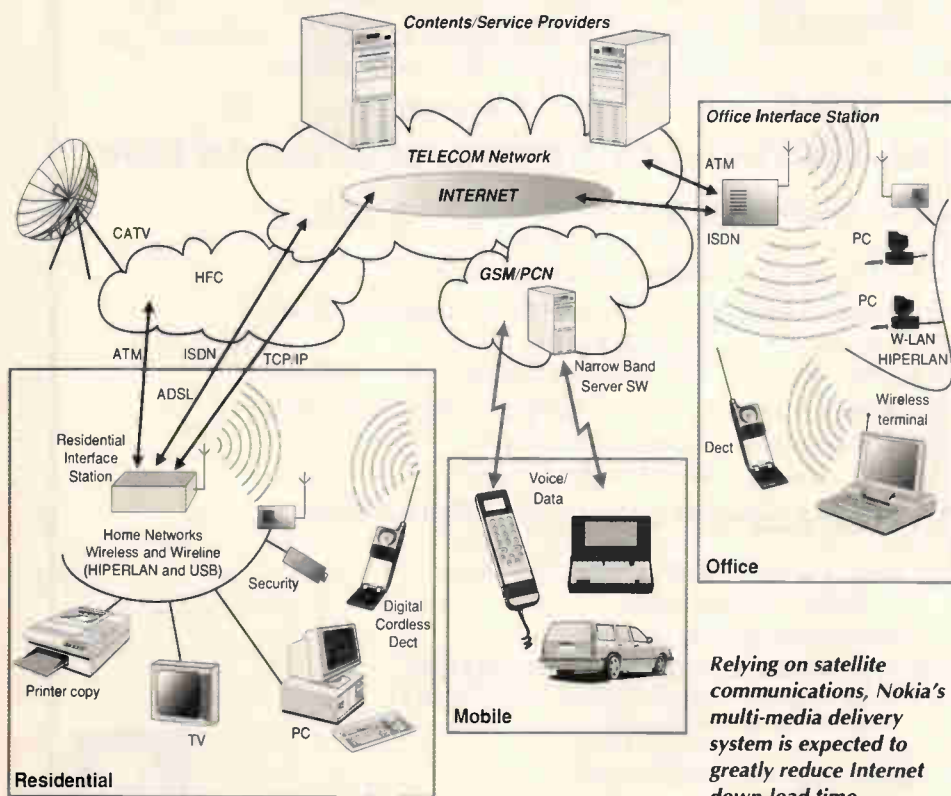 Contents/Service Providers
TELECOM Network
INTERNET
CATV
HFC
GSM/PCN
Narrow Band
Server SW
ATM
ISDN
TCP/IP
ADSL
Residential
Interface
Station
Home Networks
Wireless and Wireline
(HIPERLAN and USB)
Security
Digital
Cordless
Dect
Printer copy
TV
PC
Residential
Voice/
Data
Mobile
Office Interface Station
ATM
ISDN
PC
PC
W-LAN
HIPERLAN
Dect
Wireless
terminal
Office
Relying on satellite
communications, Nokia's
multi-media delivery
system is expected to
greatly reduce Internet
down-load time